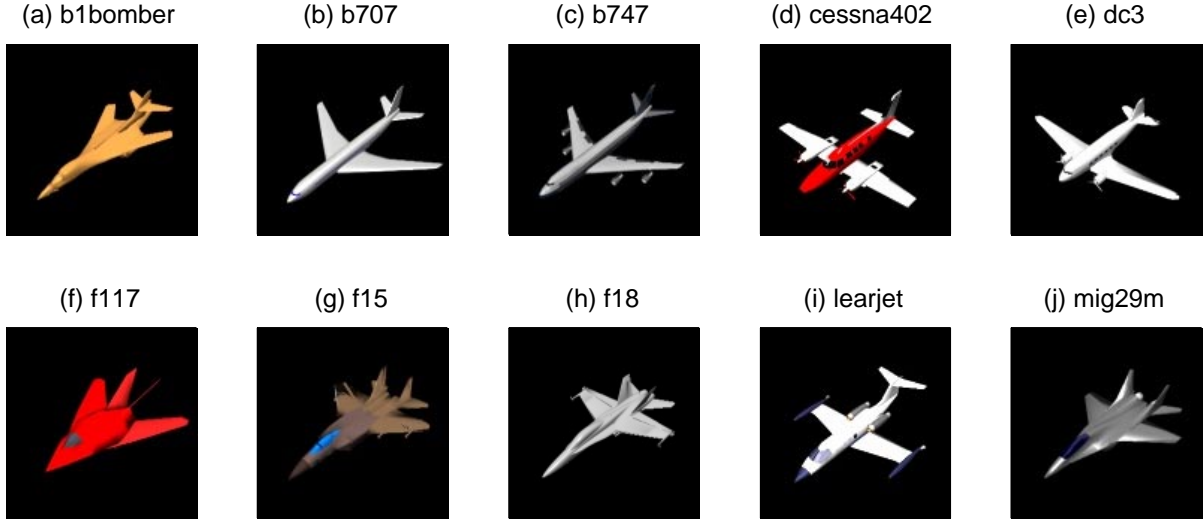 (a) b1bomber (b) b707 (c) b747 (d) cessna402 (e) dc3
(f) f117 (g) f15 (h) f18 (i) learjet (j) mig29m